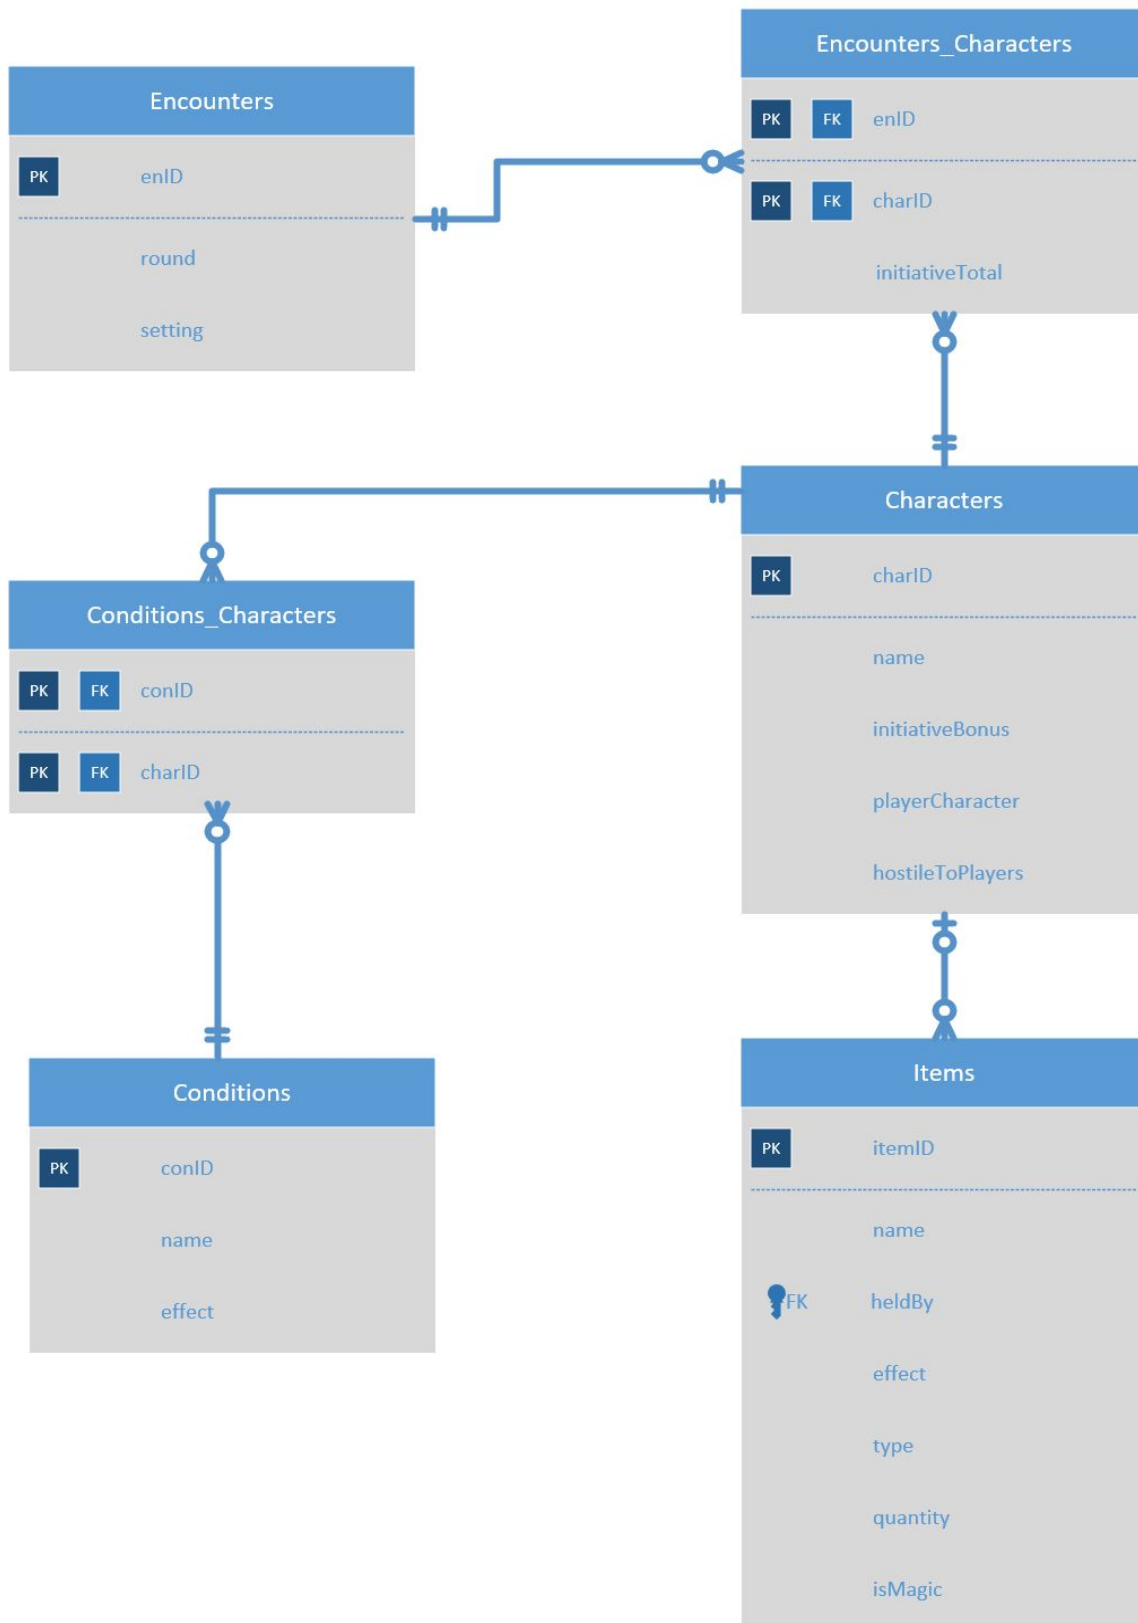 Encounters
PK enID
round
setting
Encounters_Characters
PK FK enID
PK FK charID
initiativeTotal
Characters
PK charID
name
initiativeBonus
playerCharacter
hostileToPlayers
Conditions_Characters
PK FK conID
PK FK charID
Conditions
PK conID
name
effect
Items
PK itemID
name
FK heldBy
effect
type
quantity
isMagic